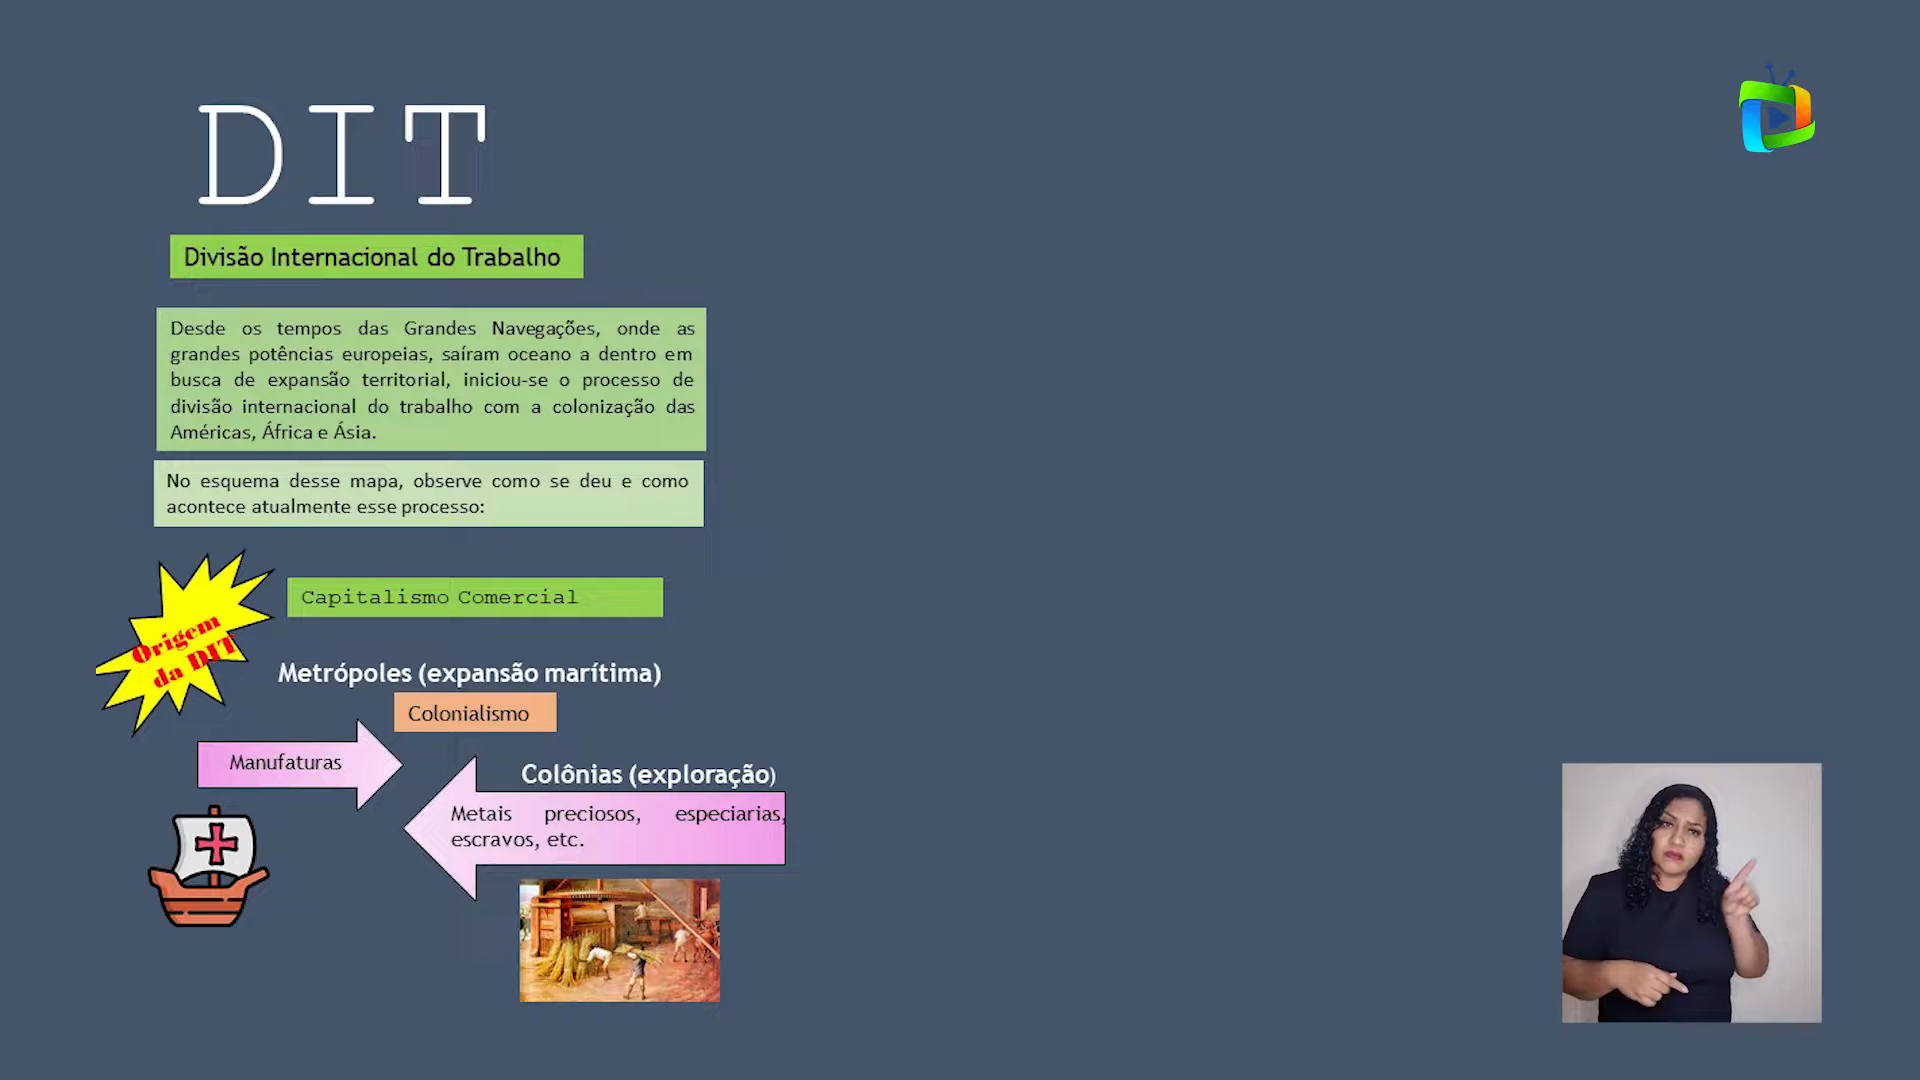 DIT
Divisão Internacional do Trabalho
Desde os tempos das Grandes Navegações, onde as
grandes potências europeias, saíram oceano a dentro em
busca de expansão territorial, iniciou-se o processo de
divisão internacional do trabalho com a colonização das
Américas, África e Ásia.
No esquema desse mapa, observe como se deu e como
acontece atualmente esse processo:
Origem
da DIT
Capitalismo Comercial
Metrópoles (expansão marítima)
Colonialismo
Manufaturas
Colônias (exploração)
Metais preciosos, especiarias,
escravos, etc.